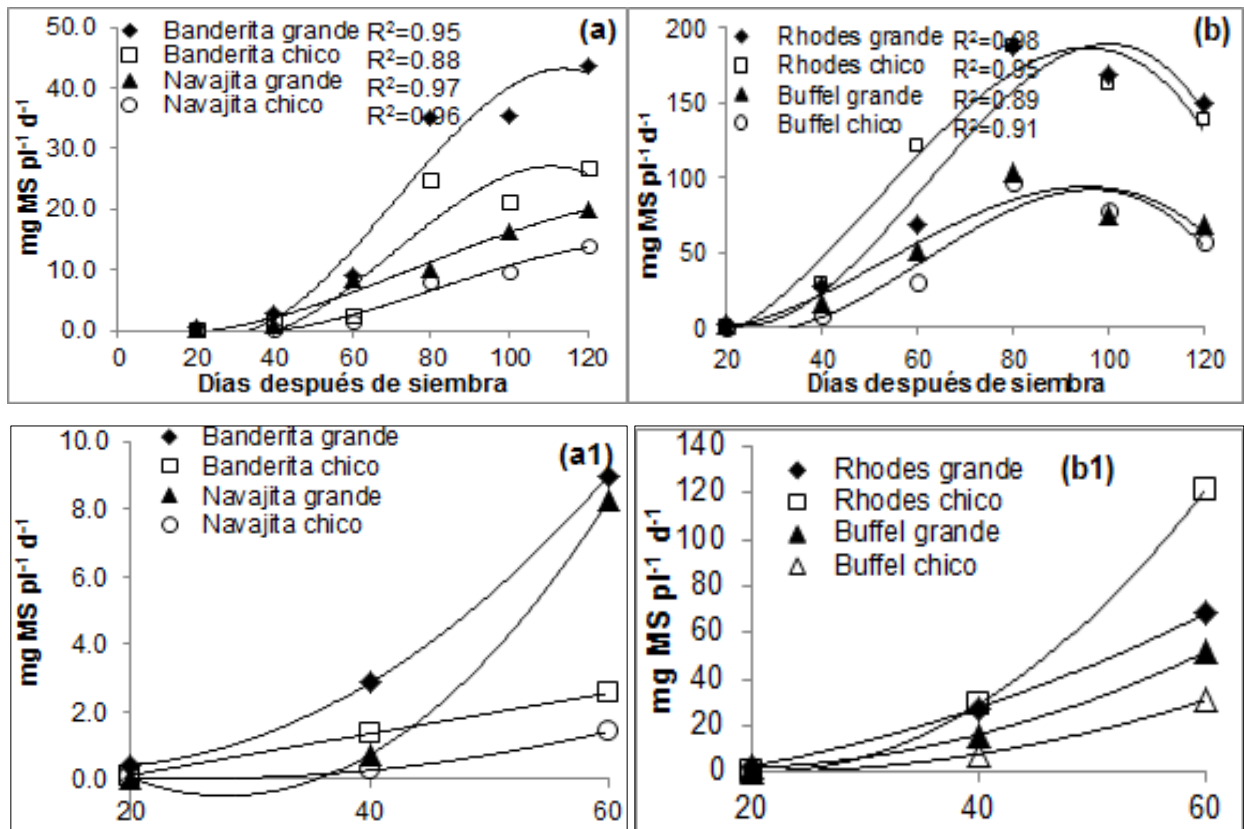 (a)
Banderita grande R²=0.95
Banderita chico R²=0.88
Navajita grande R²=0.97
Navajita chico R²=0.96
50.0
40.0
30.0
20.0
10.0
0.0
mg MS pl⁻¹ d⁻¹
0 20 40 60 80 100 120
Días después de siembra
(b)
Rhodes grande R²=0.98
Rhodes chico R²=0.95
Buffel grande R²=0.89
Buffel chico R²=0.91
200
150
100
50
0
mg MS pl⁻¹ d⁻¹
20 40 60 80 100 120
Días después de siembra
(a1)
Banderita grande
Banderita chico
Navajita grande
Navajita chico
10.0
8.0
6.0
4.0
2.0
0.0
mg MS pl⁻¹ d⁻¹
20 40 60
(b1)
Rhodes grande
Rhodes chico
Buffel grande
Buffel chico
140
120
100
80
60
40
20
0
mg MS pl⁻¹ d⁻¹
20 40 60